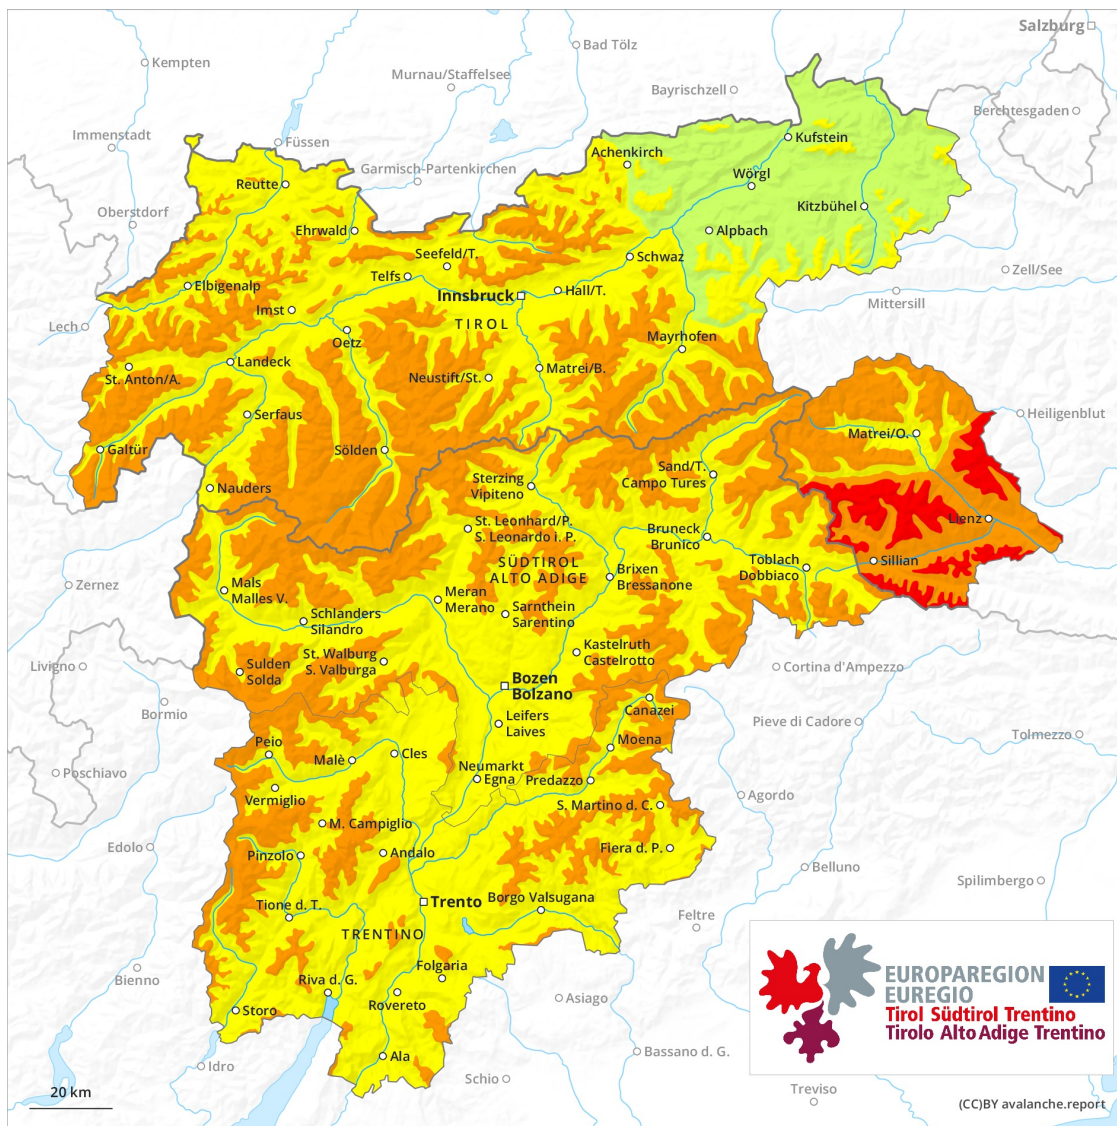 Salzburg
Bad Tölz
Kempten
Murnau/Staffelsee
Bayrischzell
Berchtesgaden
Immenstadt
Füssen
Kufstein
Achenkirch
Garmisch-Partenkirchen
Wörgl
Reutte
Oberstdorf
Kitzbühel
Ehrwald
Alpbach
Seefeld/T.
Schwaz
Zell/See
Telfs
Elbigenalp
Hall/T.
Innsbruck
Mittersill
Imst
TIROL
Lech
Oetz
Mayrhofen
Landeck
Matrei/B.
St. Anton/A.
Neustift/St.
Serfaus
Heiligenblut
Matrei/O.
Galtür
Sölden
Sand/T.
Campo Tures
Sterzing
Vipiteno
Nauders
St. Leonhard/P.
S. Leonardo i. P.
Lienz
Bruneck
Brunico
SÜDTIROL
ALTO ADIGE
Toblach
Dobbiaco
Sillian
Brixen
Bressanone
Zernez
Mals
Malles V.
Meran
Merano
Schlanders
Silandro
Sarnthein
Sarentino
Kastelruth
Castelrotto
St. Walburg
S. Valburga
Livigno
Sulden
Solda
Cortina d'Ampezzo
Bozen
Bolzano
Bormio
Canazei
Leifers
Laives
Pieve di Cadore
Tolmezzo
Moena
Peio
Cles
Malè
Poschiavo
Neumarkt
Egna
Predazzo
Vermiglio
Agordo
S. Martino d. C.
M. Campiglio
Edolo
Pinzolo
Andalo
Fiera d. P.
Belluno
Spilimbergo
Borgo Valsugana
Trento
Tione d. T.
Feltre
TRENTINO
Folgaria
Bienno
Riva d. G.
Rovereto
Asiago
Storo
EUROPAREGION
EUREGIO
Tirol Südtirol Trentino
Tirolo Alto Adige Trentino
Ala
Bassano d. G.
Idro
Schio
Treviso
20 km
(CC)BY avalanche.report